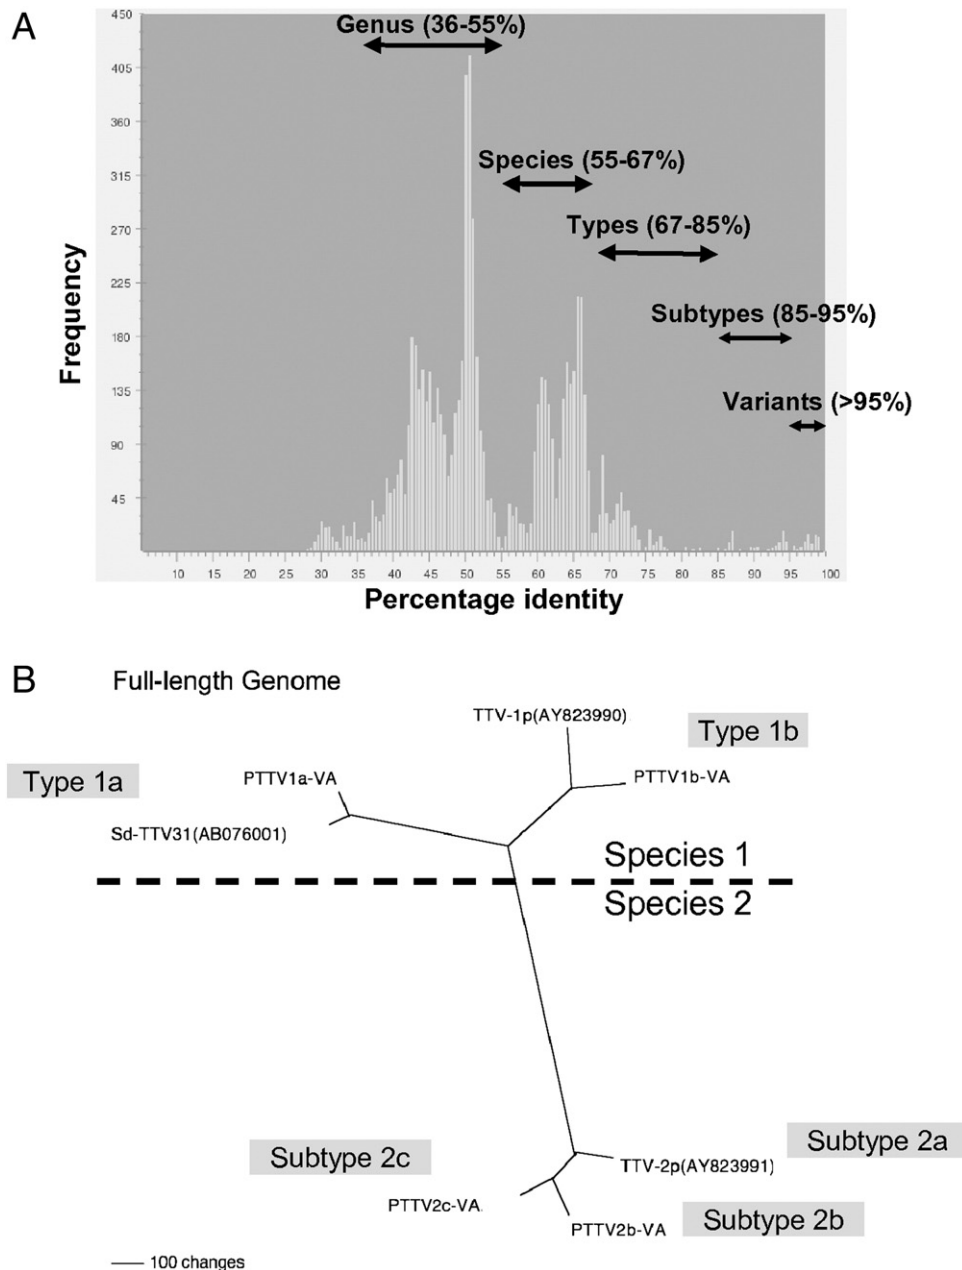 A
Genus (36-55%)
Species (55-67%)
Types (67-85%)
Subtypes (85-95%)
Variants (>95%)
Frequency
450
405
360
315
270
225
180
135
90
45
10 15 20 25 30 35 40 45 50 55 60 65 70 75 80 85 90 95 100
Percentage identity
B
Full-length Genome
TTV-1p(AY823990)
Type 1b
Type 1a
PTTV1a-VA
PTTV1b-VA
Sd-TTV31(AB076001)
Species 1
Species 2
Subtype 2c
Subtype 2a
TTV-2p(AY823991)
PTTV2c-VA
PTTV2b-VA
Subtype 2b
100 changes